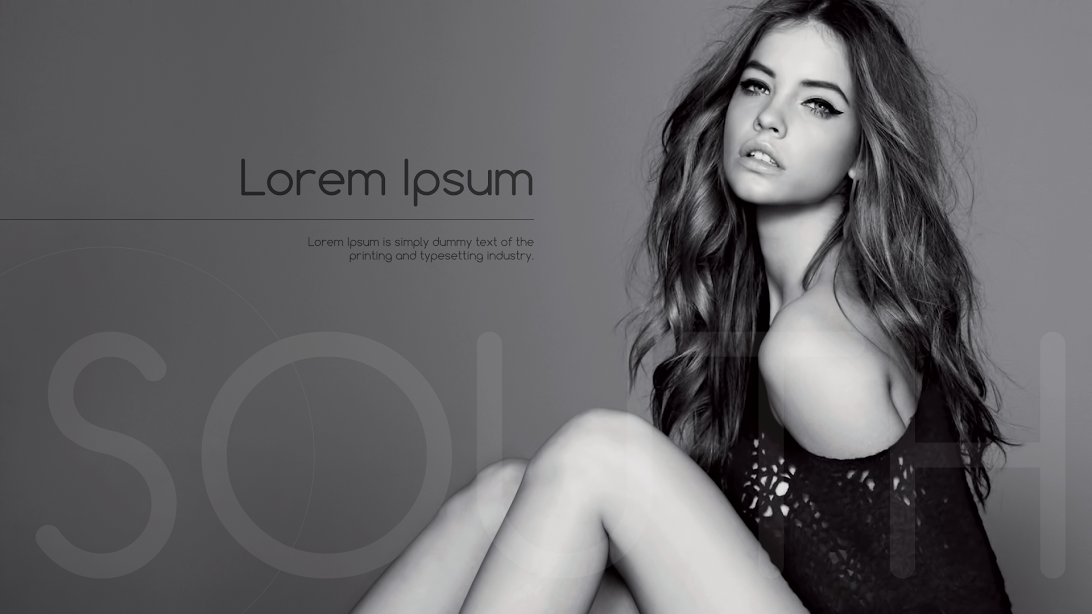 Lorem Ipsum
Lorem Ipsum is simply dummy text of the
printing and typesetting industry.
SOUTH